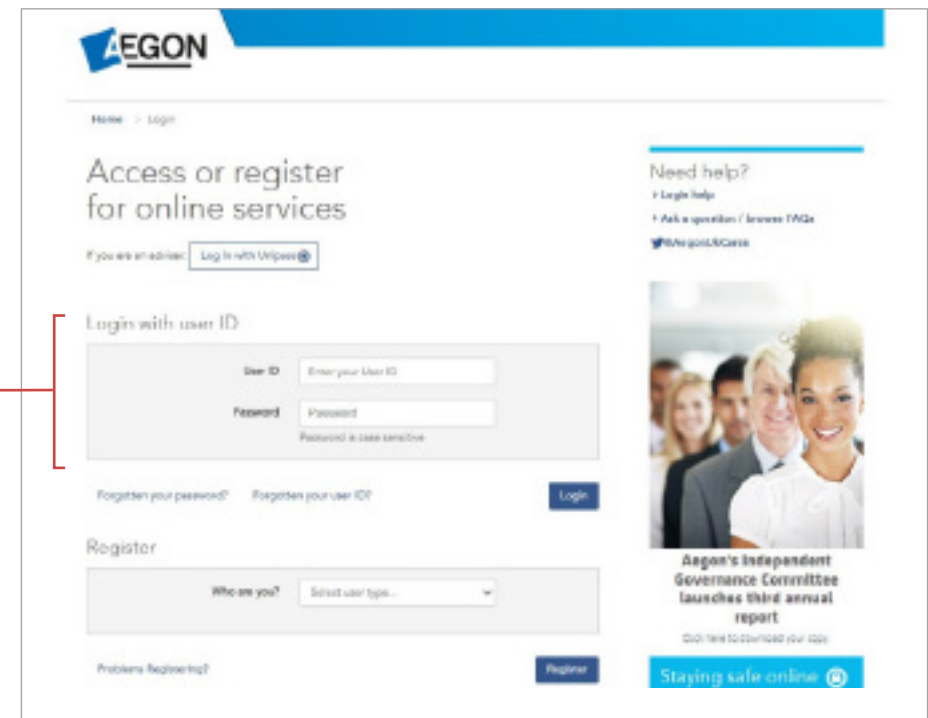 AEGON
Home > Login
Access or register
for online services
If you are an adviser: Log In with Unipass
Login with user ID
User ID Enter your User ID
Password Password
Password is case sensitive
Forgotten your password? Forgotten your user ID? Login
Register
Who are you? Select user type...
Problems Registering? Register
Need help?
Login help
Ask a question / browse FAQs
@AegonUKCares
Aegon's Independent
Governance Committee
launches third annual
report
Click here to download your copy
Staying safe online